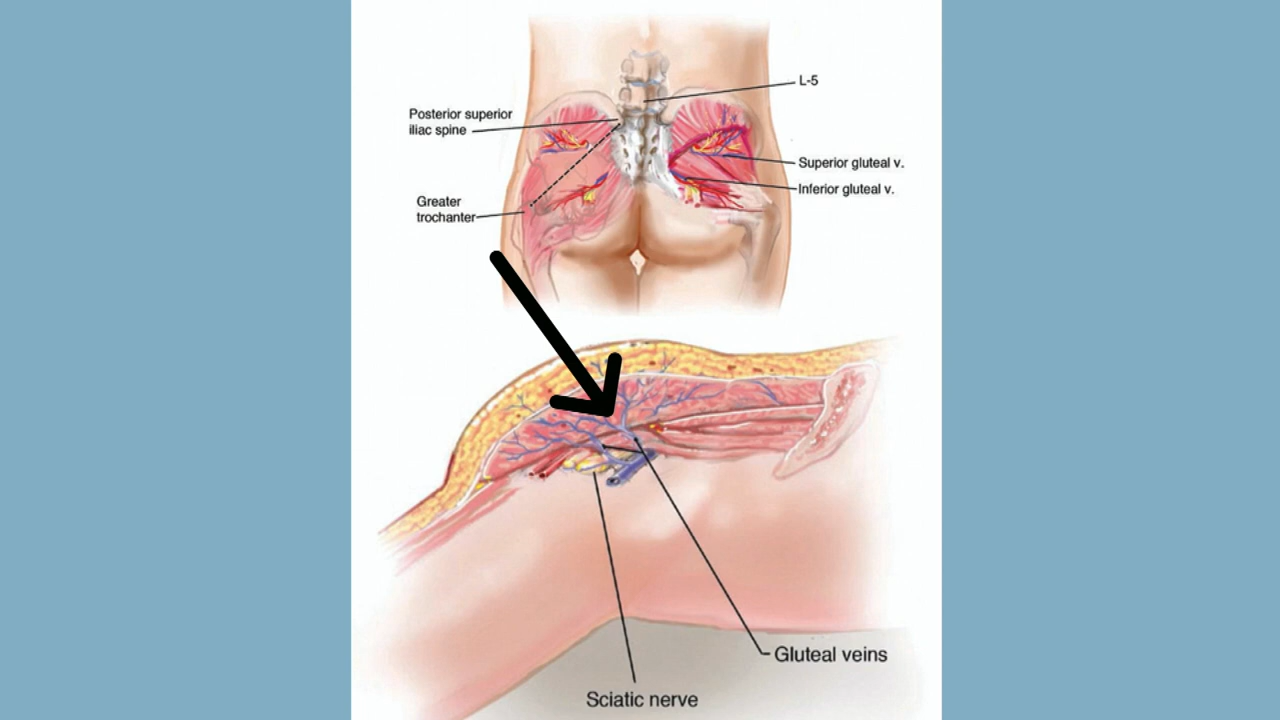 L-5
Posterior superior
iliac spine
Superior gluteal v.
Inferior gluteal v.
Greater
trochanter
Gluteal veins
Sciatic nerve